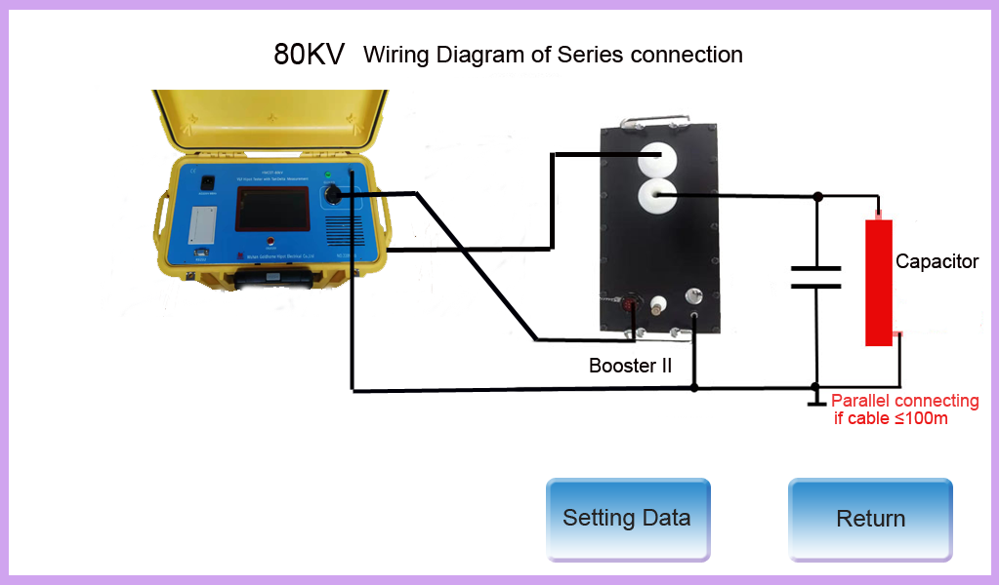 80KV Wiring Diagram of Series connection
Capacitor
Booster II
Parallel connecting
if cable ≤100m
Setting Data
Return